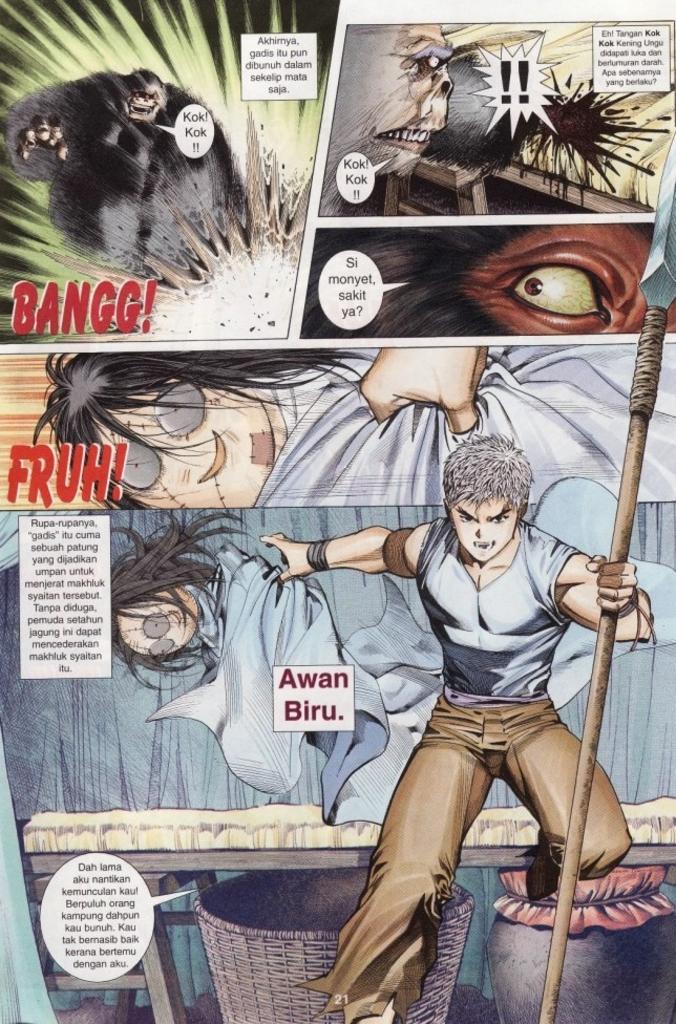 Akhirnya,
gadis itu pun
dibunuh dalam
sekelip mata
saja.
Kok!
Kok
!!
BANGG!
Eh! Tangan Kok
Kok Kening Ungu
didapati luka dan
berlumuran darah.
Apa sebenarnya
yang berlaku?
!!
Kok!
Kok
!!
Si
monyet,
sakit
ya?
FRUH!
Rupa-rupanya,
"gadis" itu cuma
sebuah patung
yang dijadikan
umpan untuk
menjerat makhluk
syaitan tersebut.
Tanpa diduga,
pemuda setahun
jagung ini dapat
mencederakan
makhluk syaitan
itu.
Awan
Biru.
Dah lama
aku nantikan
kemunculan kau!
Berpuluh orang
kampung dahpun
kau bunuh. Kau
tak bernasib baik
kerana bertemu
dengan aku.
21